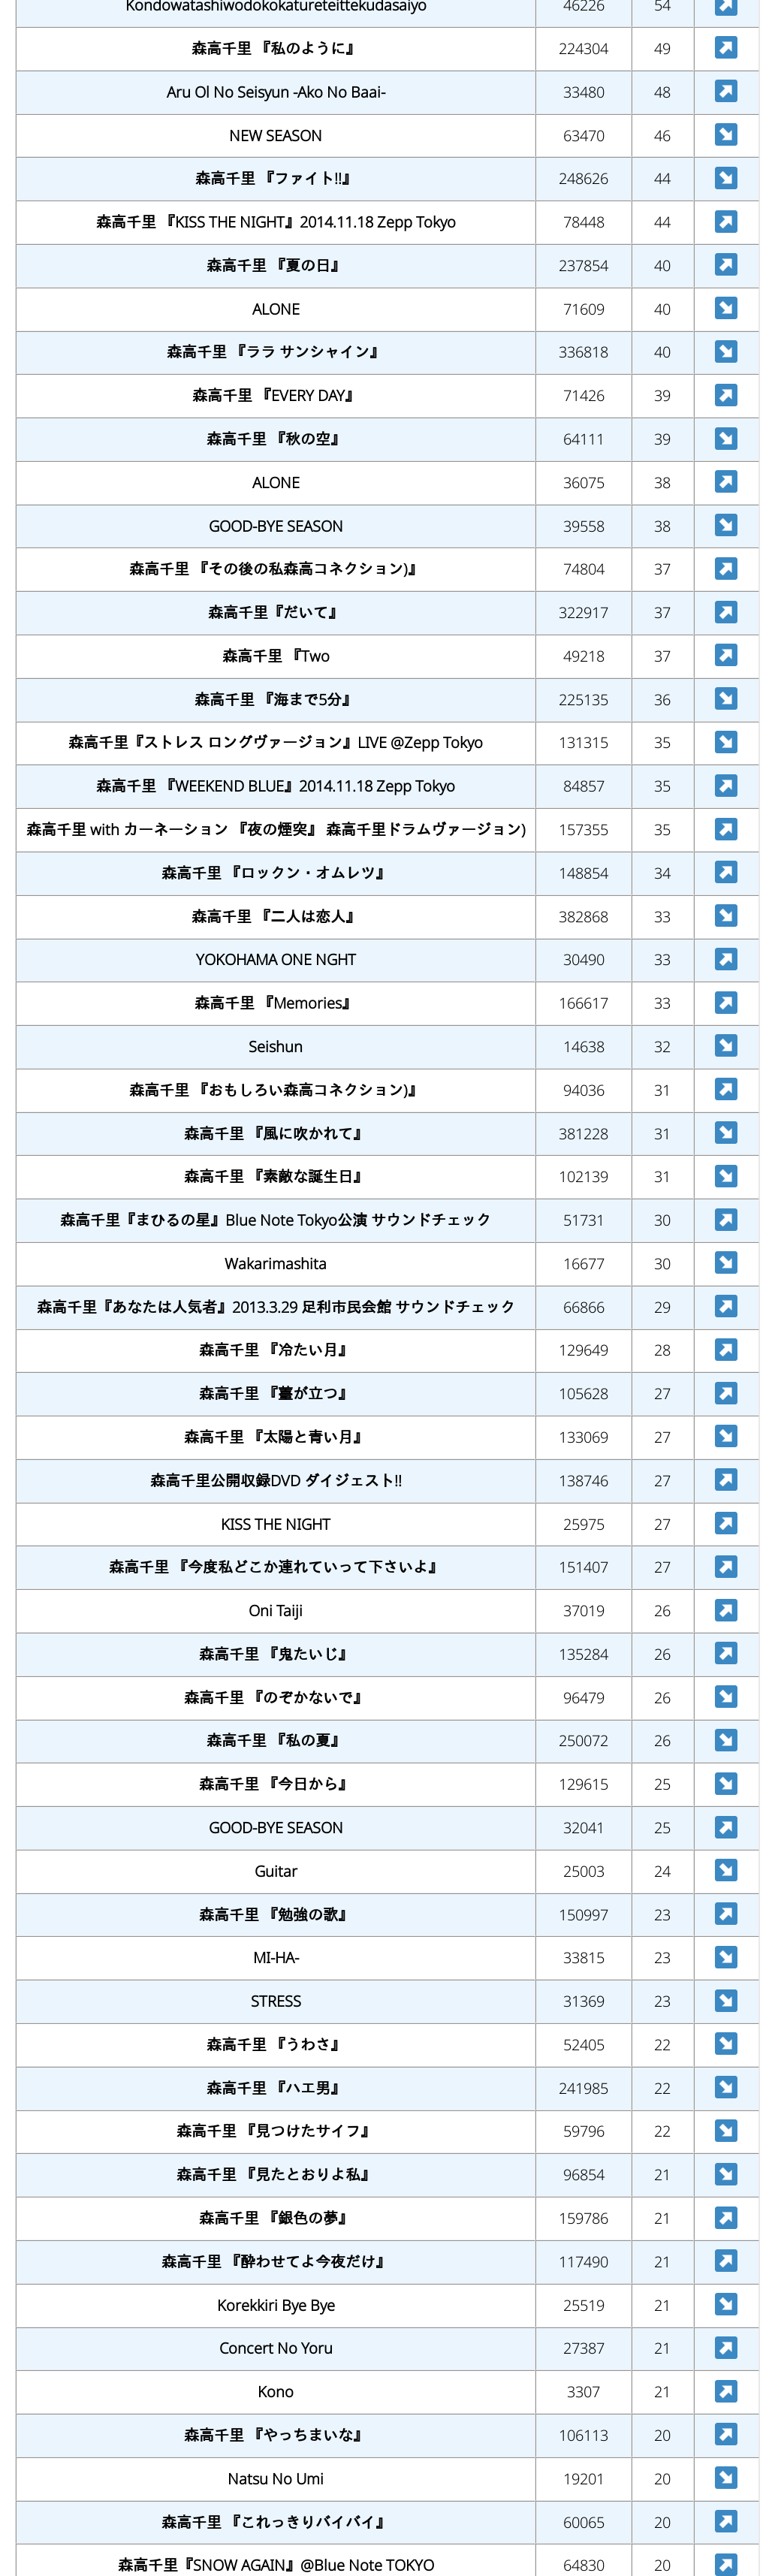 Kondowatashiwodokokatureteittekudasaiyo 46226 54
森高千里 『私のように』 224304 49
Aru Ol No Seisyun -Ako No Baai- 33480 48
NEW SEASON 63470 46
森高千里 『ファイト!!』 248626 44
森高千里 『KISS THE NIGHT』2014.11.18 Zepp Tokyo 78448 44
森高千里 『夏の日』 237854 40
ALONE 71609 40
森高千里 『ララ サンシャイン』 336818 40
森高千里 『EVERY DAY』 71426 39
森高千里 『秋の空』 64111 39
ALONE 36075 38
GOOD-BYE SEASON 39558 38
森高千里 『その後の私森高コネクション)』 74804 37
森高千里『だいて』 322917 37
森高千里 『Two 49218 37
森高千里 『海まで5分』 225135 36
森高千里『ストレス ロングヴァージョン』LIVE @Zepp Tokyo 131315 35
森高千里 『WEEKEND BLUE』2014.11.18 Zepp Tokyo 84857 35
森高千里 with カーネーション 『夜の煙突』 森高千里ドラムヴァージョン) 157355 35
森高千里 『ロックン・オムレツ』 148854 34
森高千里 『二人は恋人』 382868 33
YOKOHAMA ONE NGHT 30490 33
森高千里 『Memories』 166617 33
Seishun 14638 32
森高千里 『おもしろい森高コネクション)』 94036 31
森高千里 『風に吹かれて』 381228 31
森高千里 『素敵な誕生日』 102139 31
森高千里『まひるの星』Blue Note Tokyo公演 サウンドチェック 51731 30
Wakarimashita 16677 30
森高千里『あなたは人気者』2013.3.29 足利市民会館 サウンドチェック 66866 29
森高千里 『冷たい月』 129649 28
森高千里 『薹が立つ』 105628 27
森高千里 『太陽と青い月』 133069 27
森高千里公開収録DVD ダイジェスト!! 138746 27
KISS THE NIGHT 25975 27
森高千里 『今度私どこか連れていって下さいよ』 151407 27
Oni Taiji 37019 26
森高千里 『鬼たいじ』 135284 26
森高千里 『のぞかないで』 96479 26
森高千里 『私の夏』 250072 26
森高千里 『今日から』 129615 25
GOOD-BYE SEASON 32041 25
Guitar 25003 24
森高千里 『勉強の歌』 150997 23
MI-HA- 33815 23
STRESS 31369 23
森高千里 『うわさ』 52405 22
森高千里 『ハエ男』 241985 22
森高千里 『見つけたサイフ』 59796 22
森高千里 『見たとおりよ私』 96854 21
森高千里 『銀色の夢』 159786 21
森高千里 『酔わせてよ今夜だけ』 117490 21
Korekkiri Bye Bye 25519 21
Concert No Yoru 27387 21
Kono 3307 21
森高千里 『やっちまいな』 106113 20
Natsu No Umi 19201 20
森高千里 『これっきりバイバイ』 60065 20
森高千里『SNOW AGAIN』@Blue Note TOKYO 64830 20